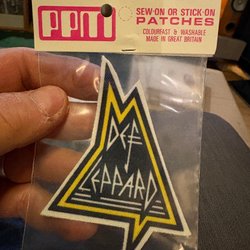 PPM
SEW-ON OR STICK-ON
PATCHES
COLOURFAST & WASHABLE
MADE IN GREAT BRITAIN
DEF
LEPPARD